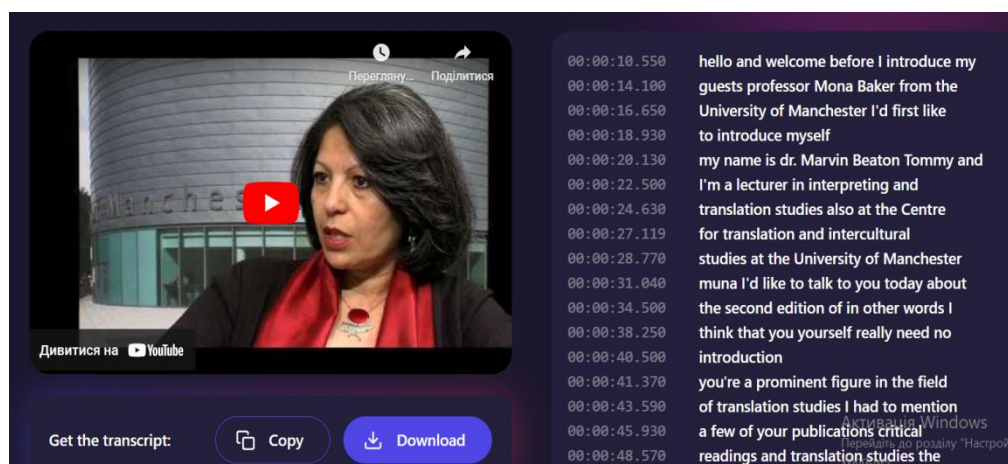 Перегляну...
Поділитися
Manches
Дивитися на YouTube
Get the transcript:
Copy
Download
00:00:10.550 hello and welcome before I introduce my
00:00:14.100 guests professor Mona Baker from the
00:00:16.650 University of Manchester I'd first like
00:00:18.930 to introduce myself
00:00:20.130 my name is dr. Marvin Beaton Tommy and
00:00:22.500 I'm a lecturer in interpreting and
00:00:24.630 translation studies also at the Centre
00:00:27.119 for translation and intercultural
00:00:28.770 studies at the University of Manchester
00:00:31.040 muna I'd like to talk to you today about
00:00:34.500 the second edition of in other words I
00:00:38.250 think that you yourself really need no
00:00:40.500 introduction
00:00:41.370 you're a prominent figure in the field
00:00:43.590 of translation studies I had to mention
00:00:45.930 a few of your publications critical
00:00:48.570 readings and translation studies the
Активація Windows
Перейдіть до розділу "Настрой